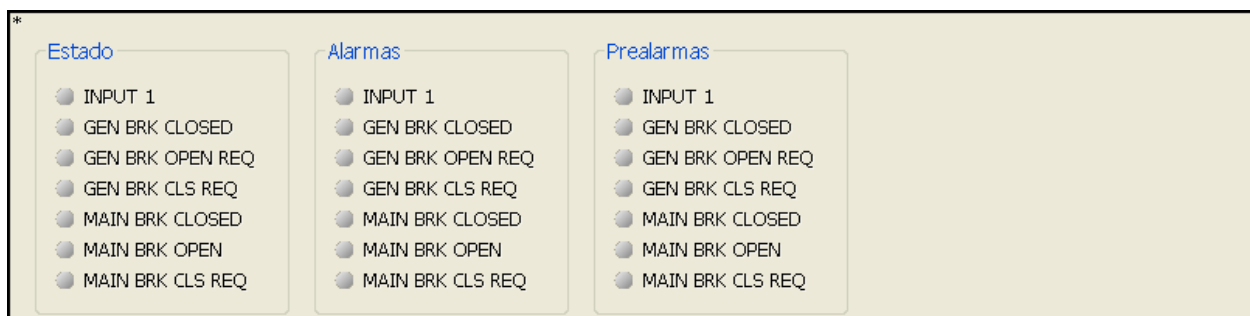 *
Estado
INPUT 1
GEN BRK CLOSED
GEN BRK OPEN REQ
GEN BRK CLS REQ
MAIN BRK CLOSED
MAIN BRK OPEN
MAIN BRK CLS REQ
Alarmas
INPUT 1
GEN BRK CLOSED
GEN BRK OPEN REQ
GEN BRK CLS REQ
MAIN BRK CLOSED
MAIN BRK OPEN
MAIN BRK CLS REQ
Prealarmas
INPUT 1
GEN BRK CLOSED
GEN BRK OPEN REQ
GEN BRK CLS REQ
MAIN BRK CLOSED
MAIN BRK OPEN
MAIN BRK CLS REQ